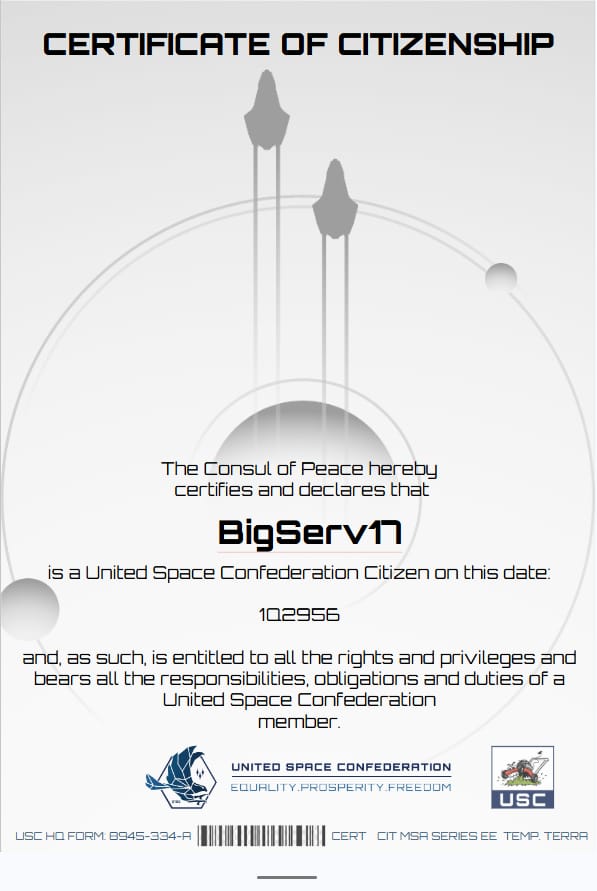 CERTIFICATE OF CITIZENSHIP
The Consul of Peace hereby
certifies and declares that
BigServ17
is a United Space Confederation Citizen on this date:
1Q2956
and, as such, is entitled to all the rights and privileges and
bears all the responsibilities, obligations and duties of a
United Space Confederation
member.
UNITED SPACE CONFEDERATION
EQUALITY.PROSPERITY.FREEDOM
USC
USC HQ FORM: 8945-334-A CERT CIT MSA SERIES EE TEMP. TERRA